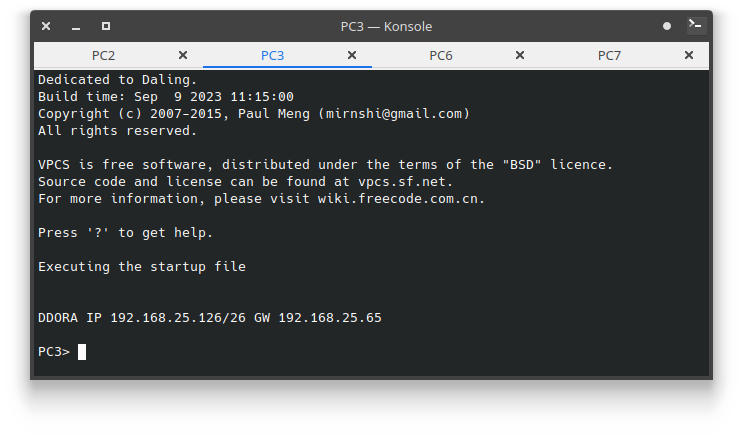 PC3 — Konsole
PC2 PC3 PC6 PC7
Dedicated to Daling.
Build time: Sep  9 2023 11:15:00
Copyright (c) 2007-2015, Paul Meng (mirnshi@gmail.com)
All rights reserved.
VPCS is free software, distributed under the terms of the "BSD" licence.
Source code and license can be found at vpcs.sf.net.
For more information, please visit wiki.freecode.com.cn.
Press '?' to get help.
Executing the startup file
DDORA IP 192.168.25.126/26 GW 192.168.25.65
PC3>